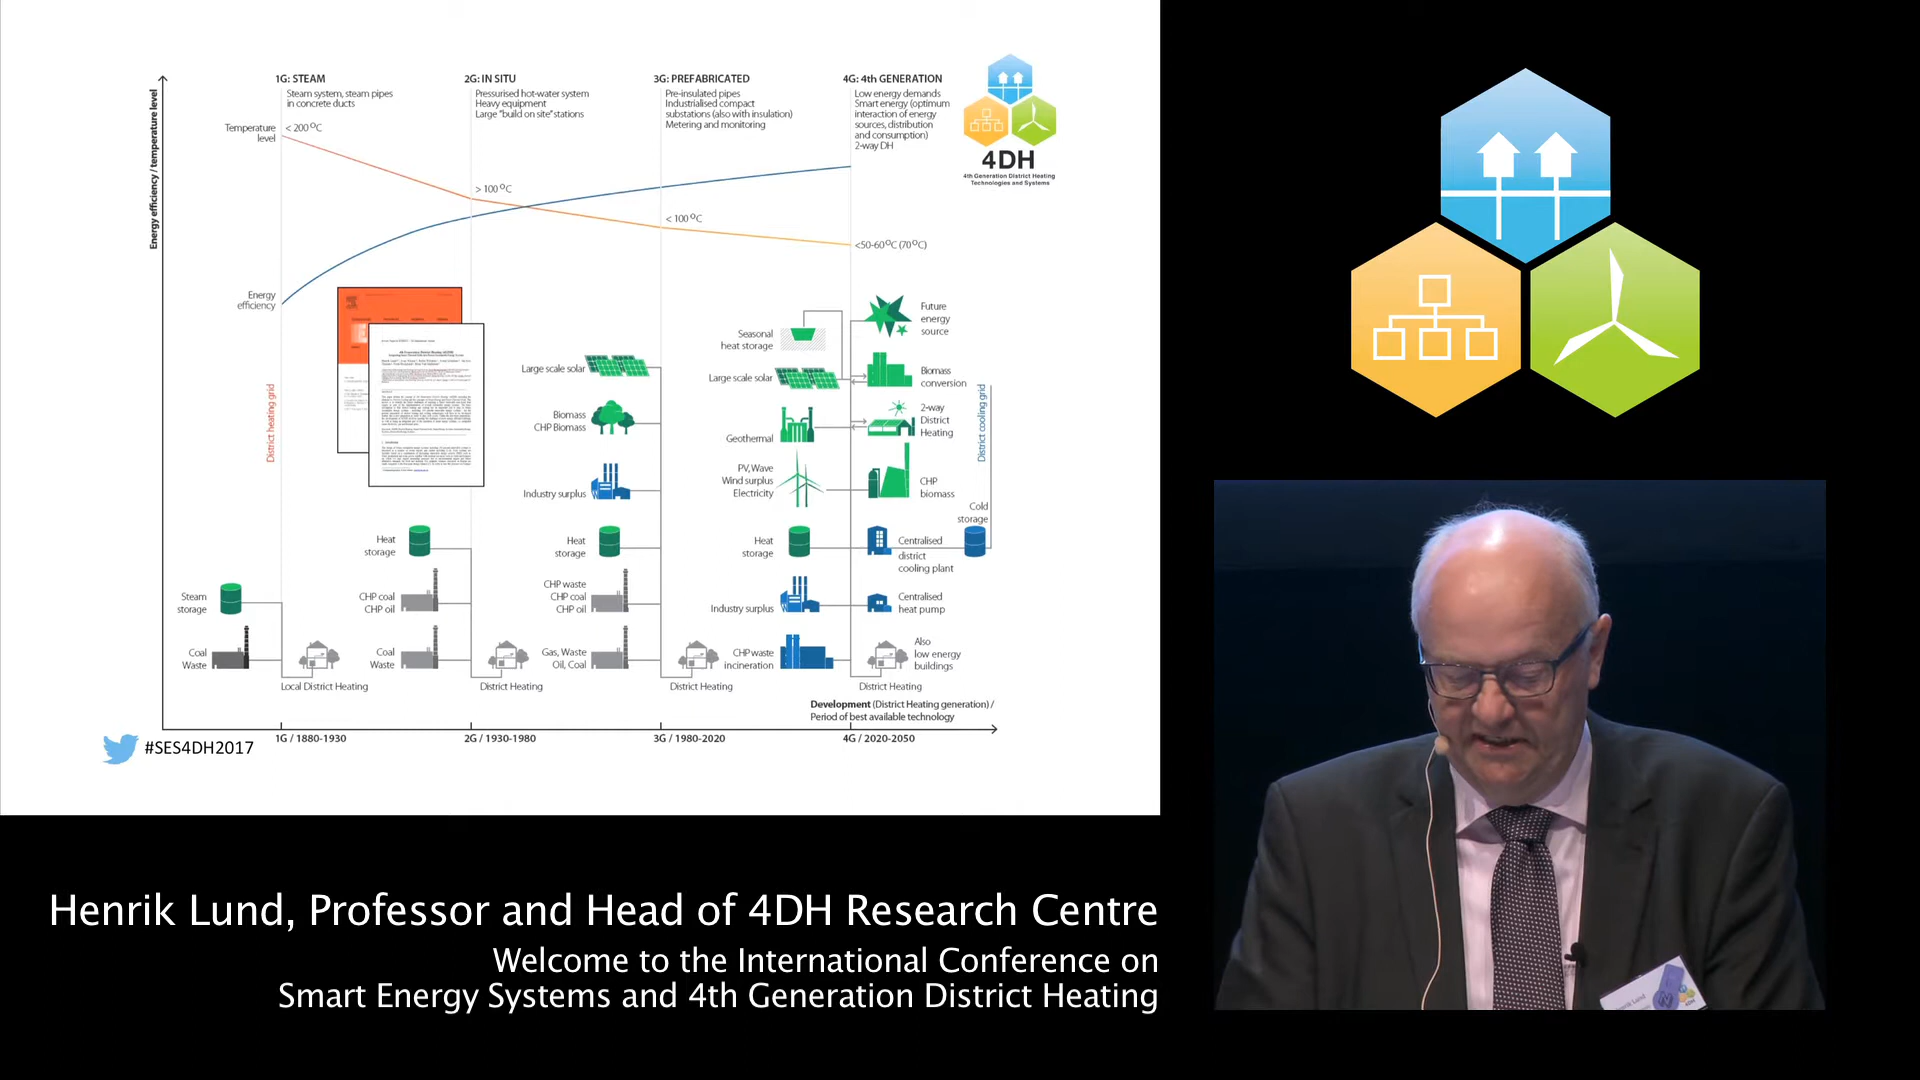 Energy efficiency / temperature level
1G: STEAM
Steam system, steam pipes
in concrete ducts
2G: IN SITU
Pressurised hot-water system
Heavy equipment
Large "build on site" stations
3G: PREFABRICATED
Pre-insulated pipes
Industrialised compact
substations (also with insulation)
Metering and monitoring
4G: 4th GENERATION
Low energy demands
Smart energy (optimum
interaction of energy
sources, distribution
and consumption)
2-way DH
4DH
4th Generation District Heating
Technologies and Systems
Temperature
level
< 200 °C
> 100 °C
< 100 °C
<50-60°C (70°C)
Energy
efficiency
District heating grid
Steam
storage
Coal
Waste
Local District Heating
Heat
storage
CHP coal
CHP oil
Coal
Waste
District Heating
Large scale solar
Biomass
CHP Biomass
Industry surplus
Heat
storage
CHP waste
CHP coal
CHP oil
Gas, Waste
Oil, Coal
District Heating
Seasonal
heat storage
Large scale solar
Geothermal
PV, Wave
Wind surplus
Electricity
Heat
storage
Industry surplus
CHP waste
incineration
Future
energy
source
Biomass
conversion
2-way
District
Heating
CHP
biomass
Centralised
district
cooling plant
Centralised
heat pump
Also
low energy
buildings
District Heating
Cold
storage
District cooling grid
Development (District Heating generation) /
Period of best available technology
1G / 1880-1930
2G / 1930-1980
3G / 1980-2020
4G / 2020-2050
#SES4DH2017
Henrik Lund, Professor and Head of 4DH Research Centre
Welcome to the International Conference on
Smart Energy Systems and 4th Generation District Heating
Lund
4DH